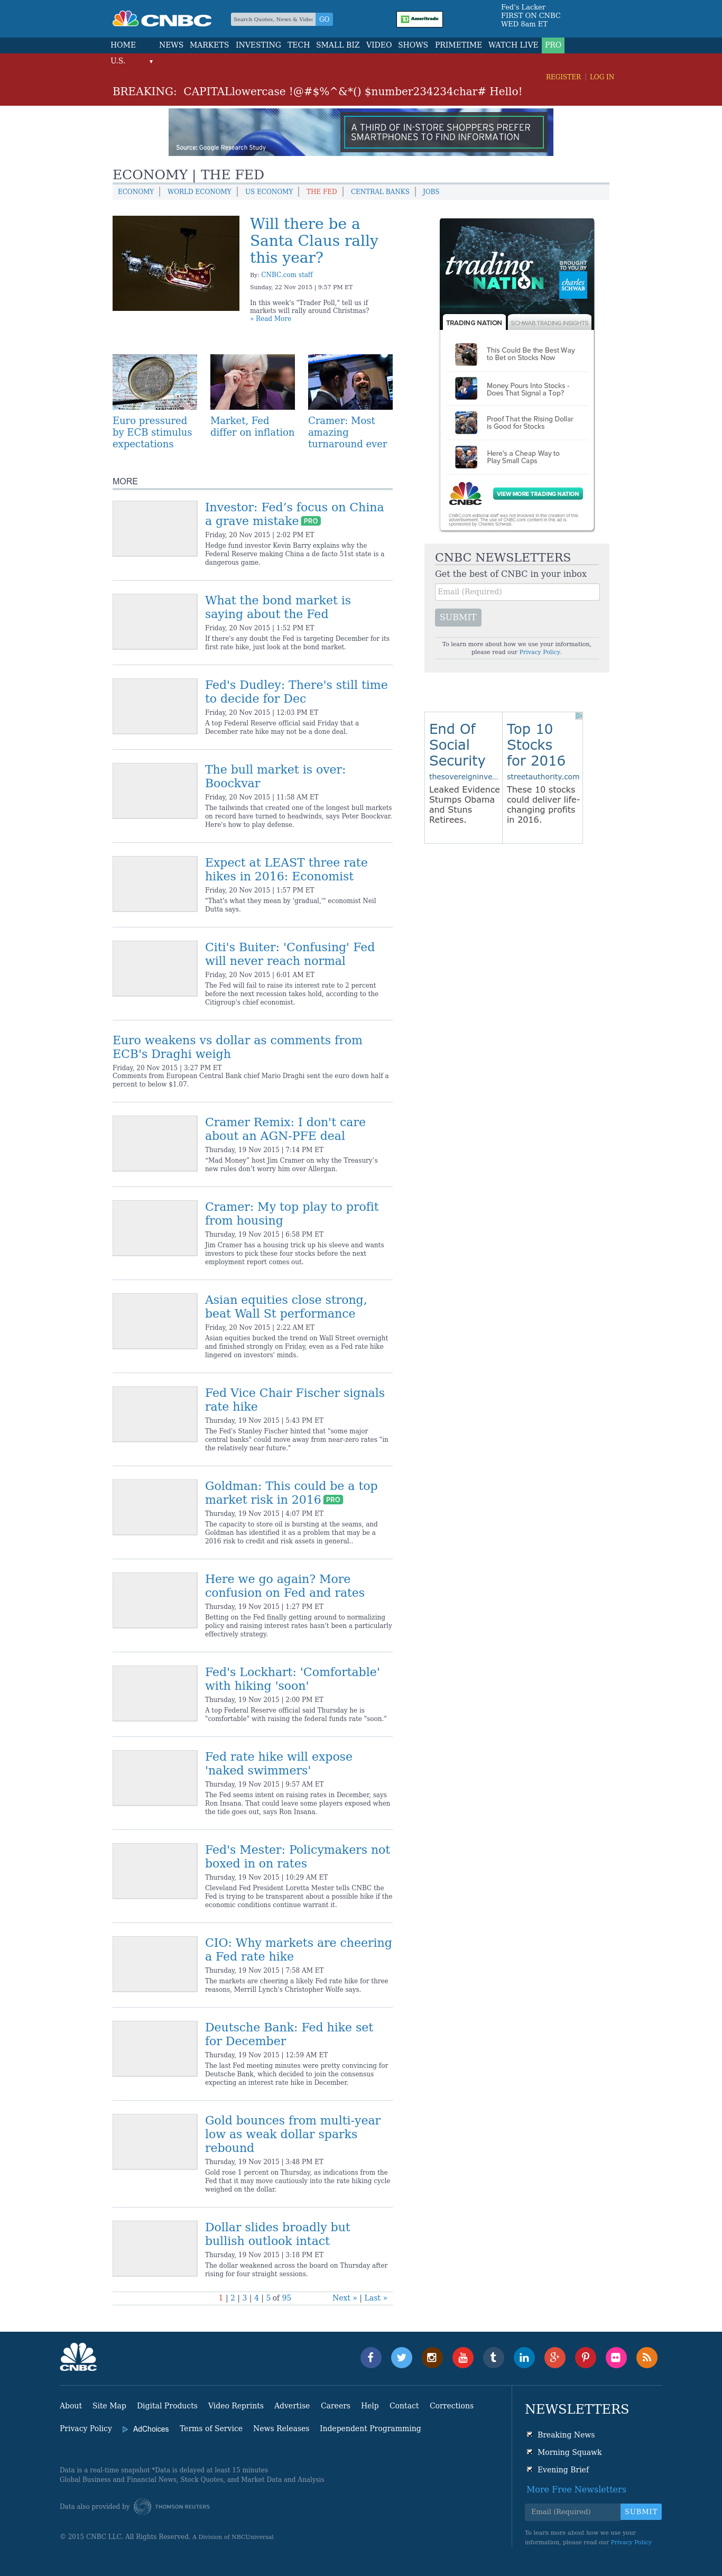 CNBC
Search Quotes, News & Video
GO
TD Ameritrade
Fed's Lacker
FIRST ON CNBC
WED 8am ET
HOME
U.S.
NEWS MARKETS INVESTING TECH SMALL BIZ VIDEO SHOWS PRIMETIME WATCH LIVE PRO
REGISTER | LOG IN
BREAKING: CAPITALlowercase !@#$%^&*() $number234234char# Hello!
A THIRD OF IN-STORE SHOPPERS PREFER
SMARTPHONES TO FIND INFORMATION
Source: Google Research Study
ECONOMY | THE FED
ECONOMY | WORLD ECONOMY | US ECONOMY | THE FED | CENTRAL BANKS | JOBS
Will there be a
Santa Claus rally
this year?
By: CNBC.com staff
Sunday, 22 Nov 2015 | 9:57 PM ET
In this week's "Trader Poll," tell us if
markets will rally around Christmas?
» Read More
Euro pressured
by ECB stimulus
expectations
Market, Fed
differ on inflation
Cramer: Most
amazing
turnaround ever
MORE
Investor: Fed’s focus on China
a grave mistake PRO
Friday, 20 Nov 2015 | 2:02 PM ET
Hedge fund investor Kevin Barry explains why the
Federal Reserve making China a de facto 51st state is a
dangerous game.
What the bond market is
saying about the Fed
Friday, 20 Nov 2015 | 1:52 PM ET
If there's any doubt the Fed is targeting December for its
first rate hike, just look at the bond market.
Fed's Dudley: There's still time
to decide for Dec
Friday, 20 Nov 2015 | 12:03 PM ET
A top Federal Reserve official said Friday that a
December rate hike may not be a done deal.
The bull market is over:
Boockvar
Friday, 20 Nov 2015 | 11:58 AM ET
The tailwinds that created one of the longest bull markets
on record have turned to headwinds, says Peter Boockvar.
Here's how to play defense.
Expect at LEAST three rate
hikes in 2016: Economist
Friday, 20 Nov 2015 | 1:57 PM ET
"That's what they mean by 'gradual,'" economist Neil
Dutta says.
Citi's Buiter: 'Confusing' Fed
will never reach normal
Friday, 20 Nov 2015 | 6:01 AM ET
The Fed will fail to raise its interest rate to 2 percent
before the next recession takes hold, according to the
Citigroup's chief economist.
Euro weakens vs dollar as comments from
ECB's Draghi weigh
Friday, 20 Nov 2015 | 3:27 PM ET
Comments from European Central Bank chief Mario Draghi sent the euro down half a
percent to below $1.07.
Cramer Remix: I don't care
about an AGN-PFE deal
Thursday, 19 Nov 2015 | 7:14 PM ET
“Mad Money” host Jim Cramer on why the Treasury’s
new rules don’t worry him over Allergan.
Cramer: My top play to profit
from housing
Thursday, 19 Nov 2015 | 6:58 PM ET
Jim Cramer has a housing trick up his sleeve and wants
investors to pick these four stocks before the next
employment report comes out.
Asian equities close strong,
beat Wall St performance
Friday, 20 Nov 2015 | 2:22 AM ET
Asian equities bucked the trend on Wall Street overnight
and finished strongly on Friday, even as a Fed rate hike
lingered on investors' minds.
Fed Vice Chair Fischer signals
rate hike
Thursday, 19 Nov 2015 | 5:43 PM ET
The Fed's Stanley Fischer hinted that "some major
central banks" could move away from near-zero rates "in
the relatively near future."
Goldman: This could be a top
market risk in 2016 PRO
Thursday, 19 Nov 2015 | 4:07 PM ET
The capacity to store oil is bursting at the seams, and
Goldman has identified it as a problem that may be a
2016 risk to credit and risk assets in general..
Here we go again? More
confusion on Fed and rates
Thursday, 19 Nov 2015 | 1:27 PM ET
Betting on the Fed finally getting around to normalizing
policy and raising interest rates hasn't been a particularly
effectively strategy.
Fed's Lockhart: 'Comfortable'
with hiking 'soon'
Thursday, 19 Nov 2015 | 2:00 PM ET
A top Federal Reserve official said Thursday he is
"comfortable" with raising the federal funds rate "soon."
Fed rate hike will expose
'naked swimmers'
Thursday, 19 Nov 2015 | 9:57 AM ET
The Fed seems intent on raising rates in December, says
Ron Insana. That could leave some players exposed when
the tide goes out, says Ron Insana.
Fed's Mester: Policymakers not
boxed in on rates
Thursday, 19 Nov 2015 | 10:29 AM ET
Cleveland Fed President Loretta Mester tells CNBC the
Fed is trying to be transparent about a possible hike if the
economic conditions continue warrant it.
CIO: Why markets are cheering
a Fed rate hike
Thursday, 19 Nov 2015 | 7:58 AM ET
The markets are cheering a likely Fed rate hike for three
reasons, Merrill Lynch's Christopher Wolfe says.
Deutsche Bank: Fed hike set
for December
Thursday, 19 Nov 2015 | 12:59 AM ET
The last Fed meeting minutes were pretty convincing for
Deutsche Bank, which decided to join the consensus
expecting an interest rate hike in December.
Gold bounces from multi-year
low as weak dollar sparks
rebound
Thursday, 19 Nov 2015 | 3:48 PM ET
Gold rose 1 percent on Thursday, as indications from the
Fed that it may move cautiously into the rate hiking cycle
weighed on the dollar.
Dollar slides broadly but
bullish outlook intact
Thursday, 19 Nov 2015 | 3:18 PM ET
The dollar weakened across the board on Thursday after
rising for four straight sessions.
1 | 2 | 3 | 4 | 5 of 95 Next » | Last »
trading
NATION
BROUGHT
TO YOU BY
charles
SCHWAB
TRADING NATION
SCHWAB TRADING INSIGHTS
This Could Be the Best Way
to Bet on Stocks Now
Money Pours Into Stocks -
Does That Signal a Top?
Proof That the Rising Dollar
is Good for Stocks
Here's a Cheap Way to
Play Small Caps
CNBC
VIEW MORE TRADING NATION
CNBC.com editorial staff was not involved in the creation of this
advertisement. The use of CNBC.com content in this ad is
sponsored by Charles Schwab.
CNBC NEWSLETTERS
Get the best of CNBC in your inbox
Email (Required)
SUBMIT
To learn more about how we use your information,
please read our Privacy Policy.
End Of
Social
Security
thesovereigninve...
Leaked Evidence
Stumps Obama
and Stuns
Retirees.
Top 10
Stocks
for 2016
streetauthority.com
These 10 stocks
could deliver life-
changing profits
in 2016.
CNBC
About Site Map Digital Products Video Reprints Advertise Careers Help Contact Corrections
Privacy Policy AdChoices Terms of Service News Releases Independent Programming
Data is a real-time snapshot *Data is delayed at least 15 minutes
Global Business and Financial News, Stock Quotes, and Market Data and Analysis
Data also provided by THOMSON REUTERS
© 2015 CNBC LLC. All Rights Reserved. A Division of NBCUniversal
NEWSLETTERS
Breaking News
Morning Squawk
Evening Brief
More Free Newsletters
Email (Required)
SUBMIT
To learn more about how we use your
information, please read our Privacy Policy